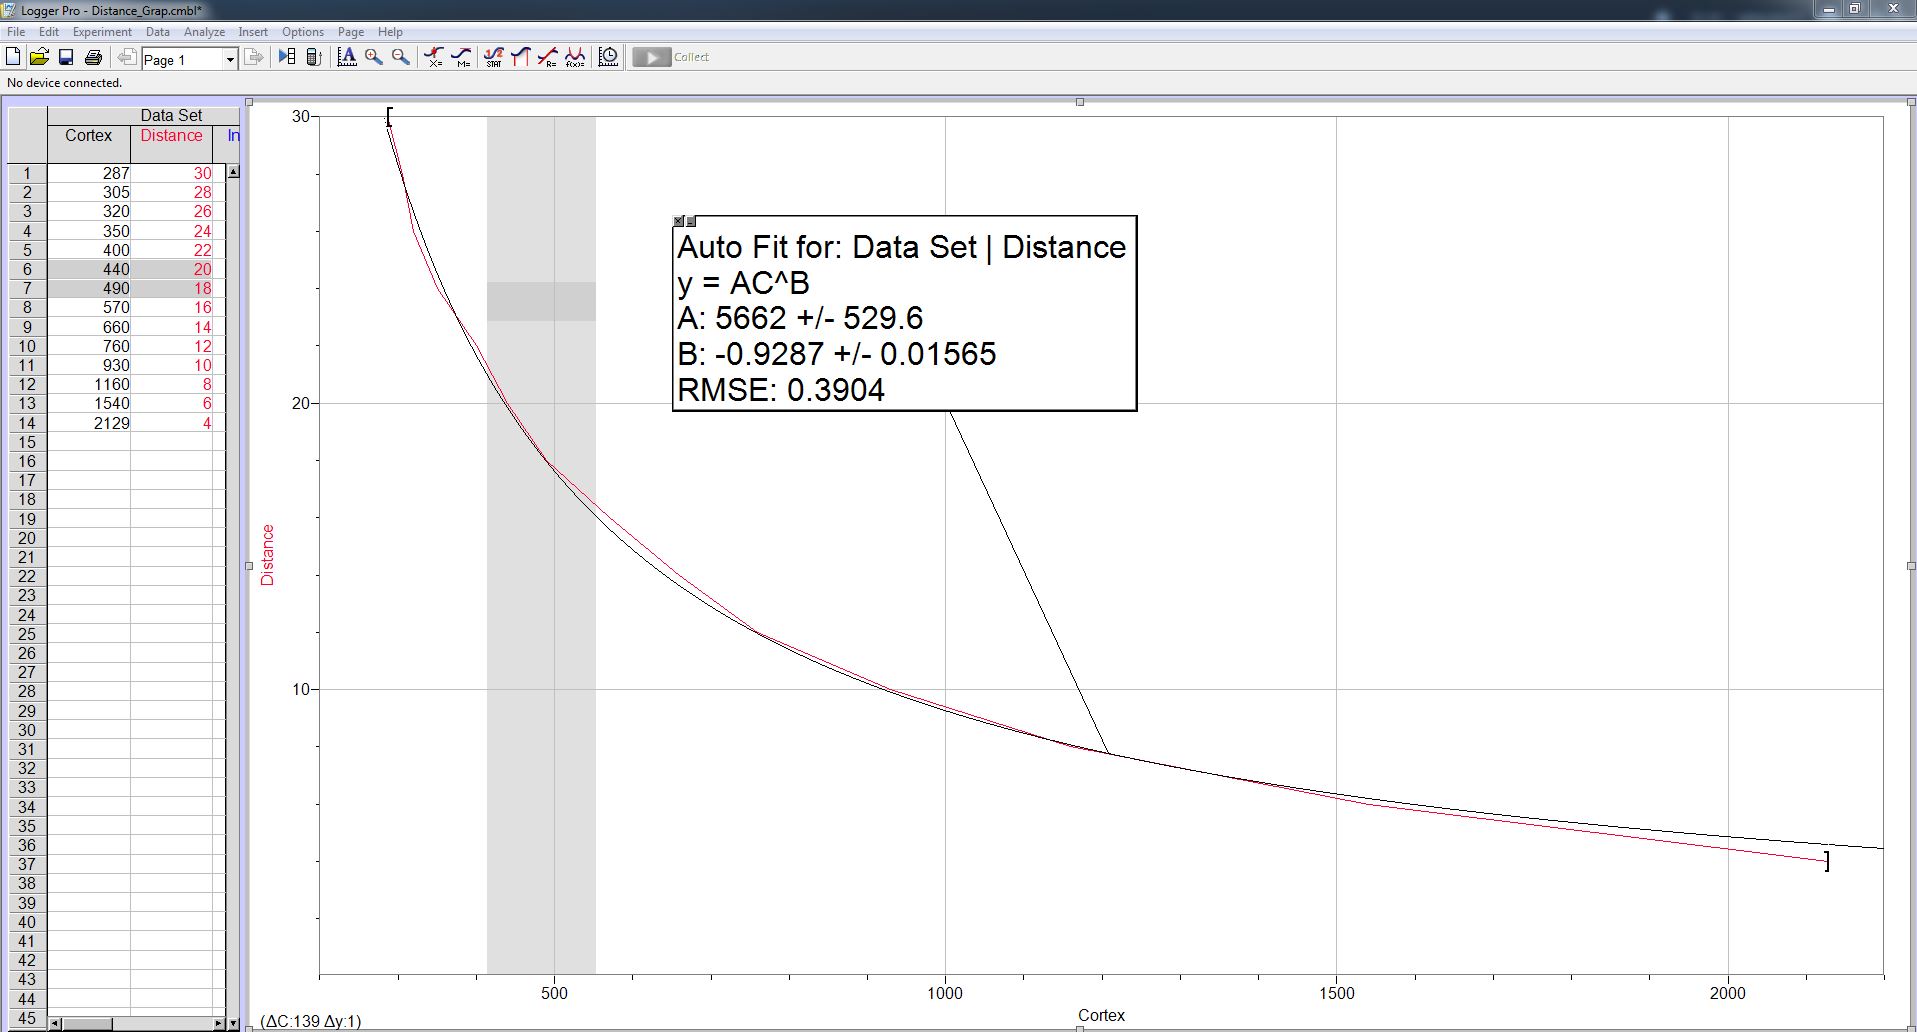 Logger Pro - Distance_Grap.cmbl*
File Edit Experiment Data Analyze Insert Options Page Help
Page 1
X= M= STAT R= f(x)= Collect
No device connected.
Data Set
Cortex Distance In
1 287 30
2 305 28
3 320 26
4 350 24
5 400 22
6 440 20
7 490 18
8 570 16
9 660 14
10 760 12
11 930 10
12 1160 8
13 1540 6
14 2129 4
15
16
17
18
19
20
21
22
23
24
25
26
27
28
29
30
31
32
33
34
35
36
37
38
39
40
41
42
43
44
45
30
20
10
Distance
Auto Fit for: Data Set | Distance
y = AC^B
A: 5662 +/- 529.6
B: -0.9287 +/- 0.01565
RMSE: 0.3904
500 1000 1500 2000
Cortex
(ΔC:139 Δy:1)